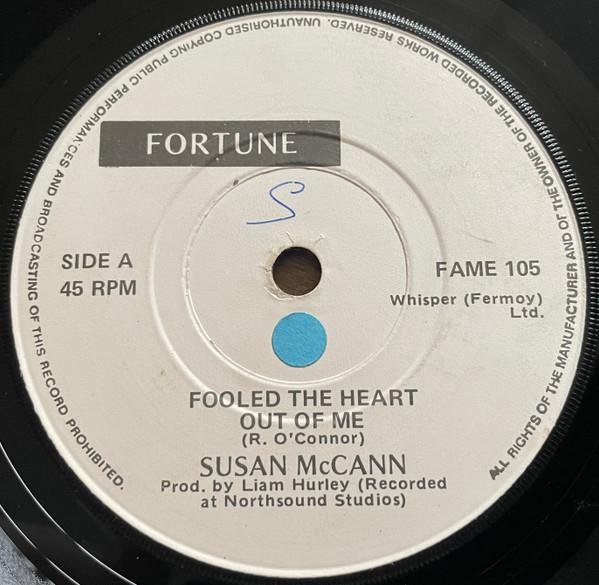 FORTUNE
S
SIDE A
45 RPM
FAME 105
Whisper (Fermoy)
Ltd.
FOOLED THE HEART
OUT OF ME
(R. O'Connor)
SUSAN McCANN
Prod. by Liam Hurley (Recorded
at Northsound Studios)
ALL RIGHTS OF THE MANUFACTURER AND OF THE OWNER OF THE RECORDED WORKS RESERVED. UNAUTHORISED COPYING PUBLIC PERFORMANCES AND BROADCASTING OF THIS RECORD PROHIBITED.